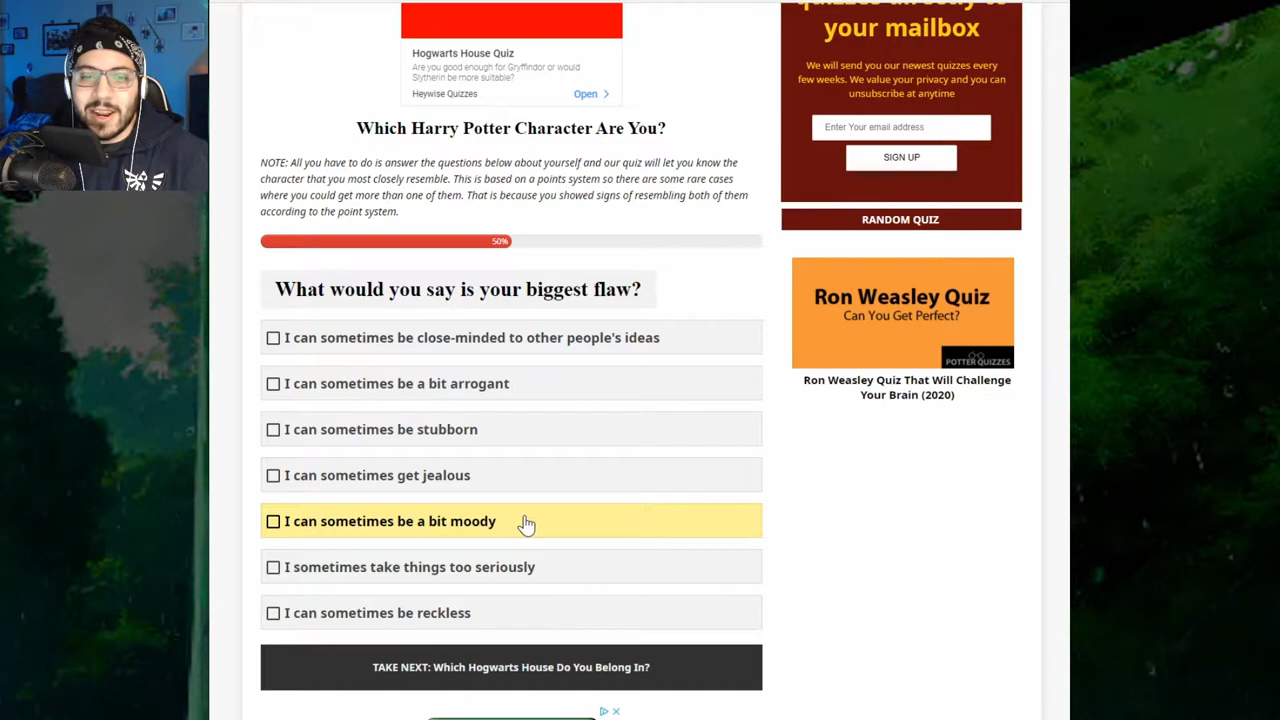 Hogwarts House Quiz
Are you good enough for Gryffindor or would
Slytherin be more suitable?
Heywise Quizzes
Open
Which Harry Potter Character Are You?
NOTE: All you have to do is answer the questions below about yourself and our quiz will let you know the
character that you most closely resemble. This is based on a points system so there are some rare cases
where you could get more than one of them. That is because you showed signs of resembling both of them
according to the point system.
50%
What would you say is your biggest flaw?
I can sometimes be close-minded to other people's ideas
I can sometimes be a bit arrogant
I can sometimes be stubborn
I can sometimes get jealous
I can sometimes be a bit moody
I sometimes take things too seriously
I can sometimes be reckless
TAKE NEXT: Which Hogwarts House Do You Belong In?
quizzes directly to
your mailbox
We will send you our newest quizzes every
few weeks. We value your privacy and you can
unsubscribe at anytime
Enter Your email address
SIGN UP
RANDOM QUIZ
Ron Weasley Quiz
Can You Get Perfect?
POTTER QUIZZES
Ron Weasley Quiz That Will Challenge
Your Brain (2020)